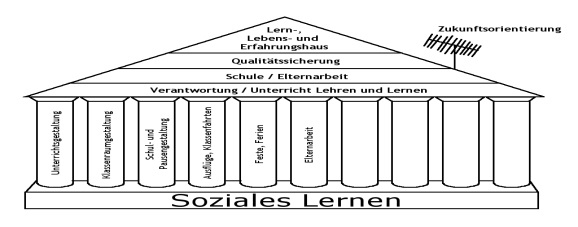 Lern-,
Lebens- und
Erfahrungshaus
Zukunftsorientierung
Qualitätssicherung
Schule / Elternarbeit
Verantwortung / Unterricht Lehren und Lernen
Unterrichtsgestaltung
Klassenraumgestaltung
Schul- und
Pausengestaltung
Ausflüge, Klassenfahrten
Feste, Ferien
Elternarbeit
Soziales Lernen